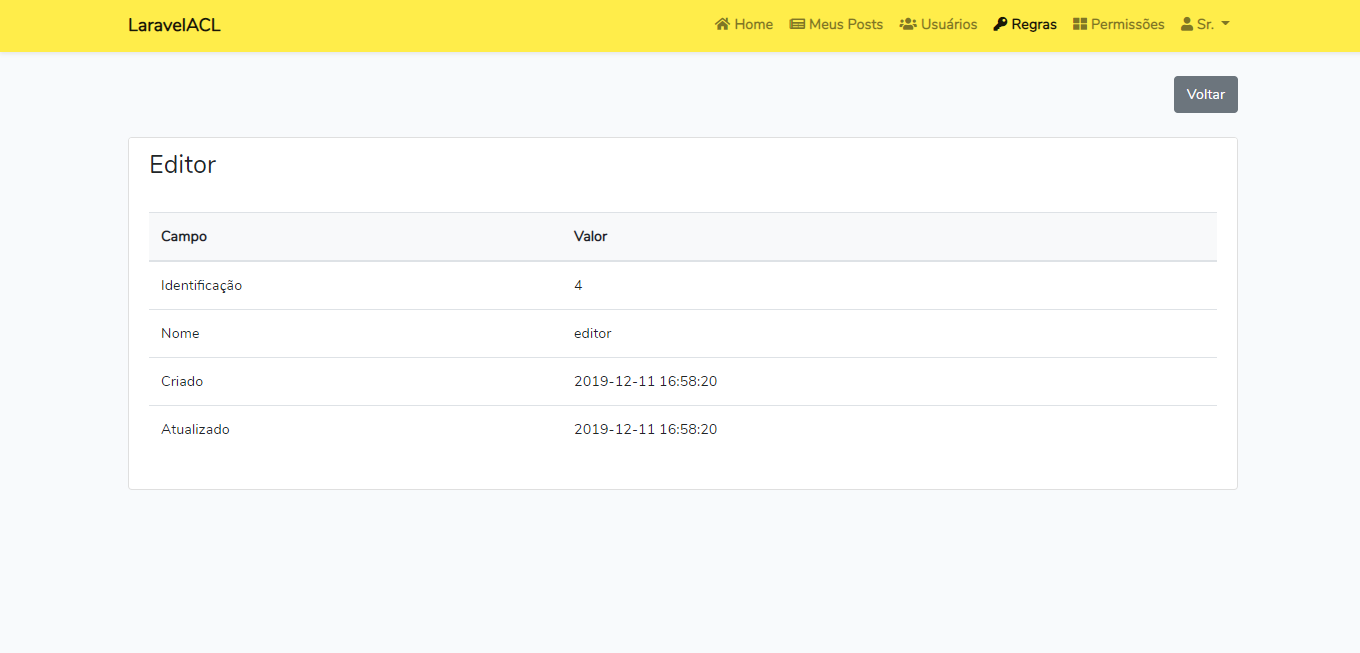 LaravelACL Home Meus Posts Usuários Regras Permissões Sr.
Voltar
Editor
Campo Valor
Identificação 4
Nome editor
Criado 2019-12-11 16:58:20
Atualizado 2019-12-11 16:58:20